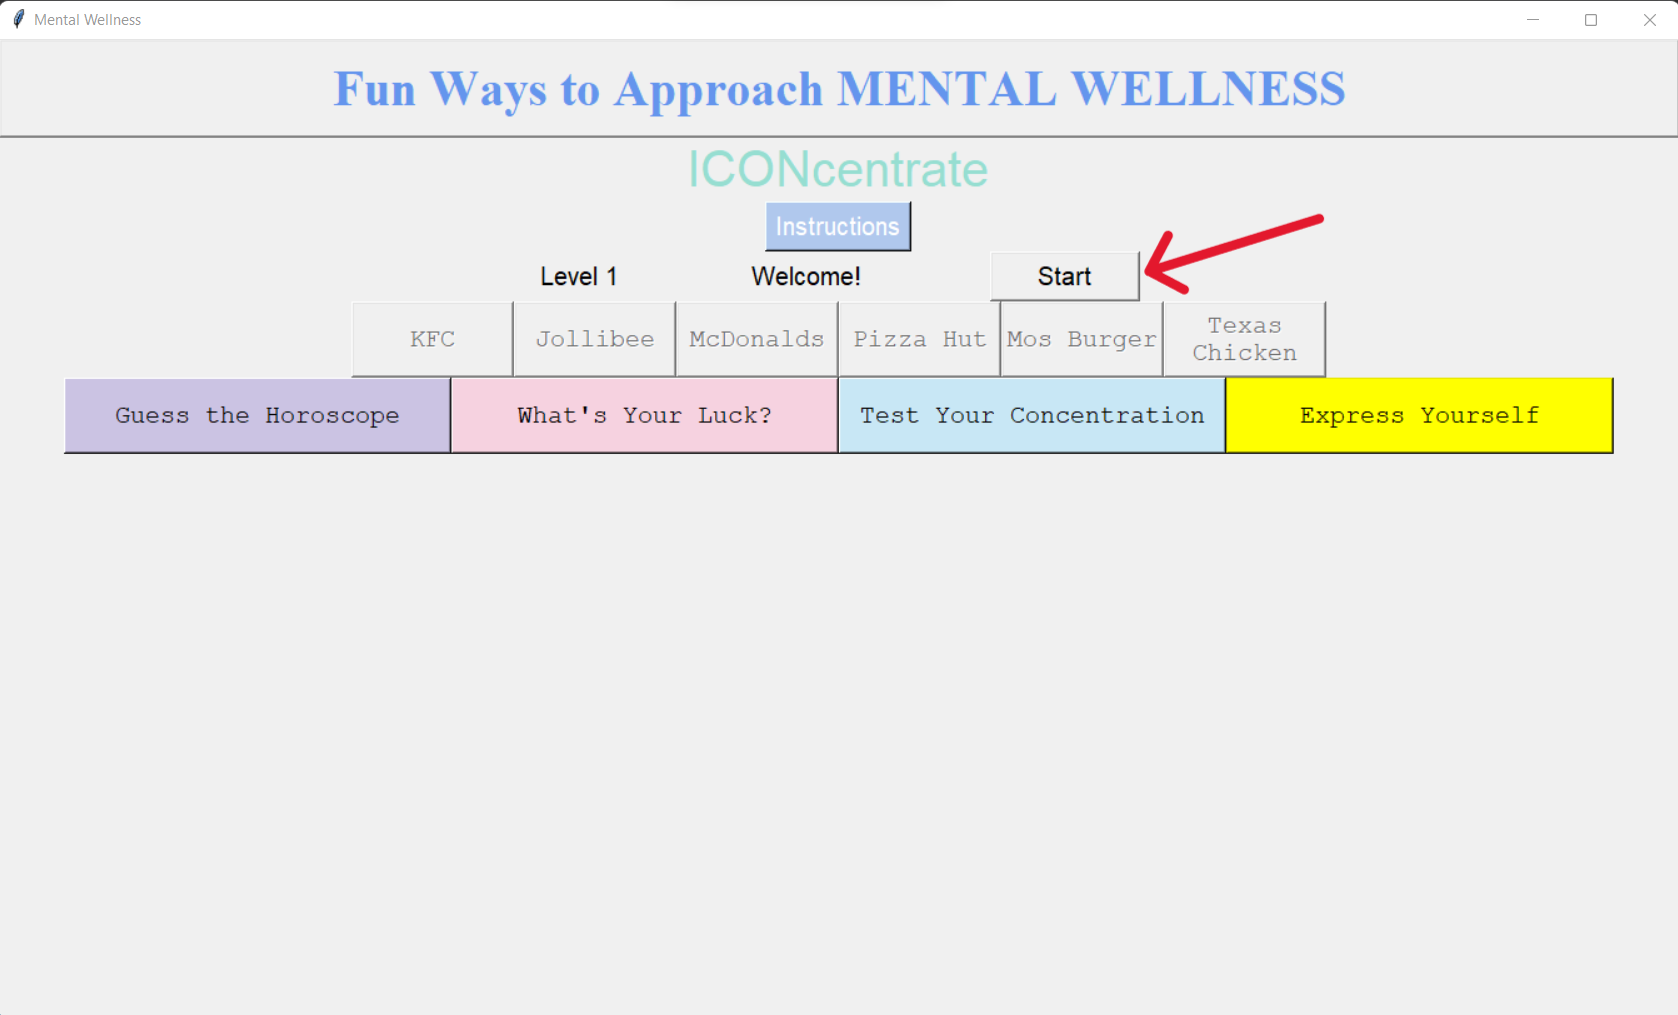 Mental Wellness
Fun Ways to Approach MENTAL WELLNESS
ICONcentrate
Instructions
Level 1 Welcome! Start
KFC Jollibee McDonalds Pizza Hut Mos Burger Texas Chicken
Guess the Horoscope What's Your Luck? Test Your Concentration Express Yourself